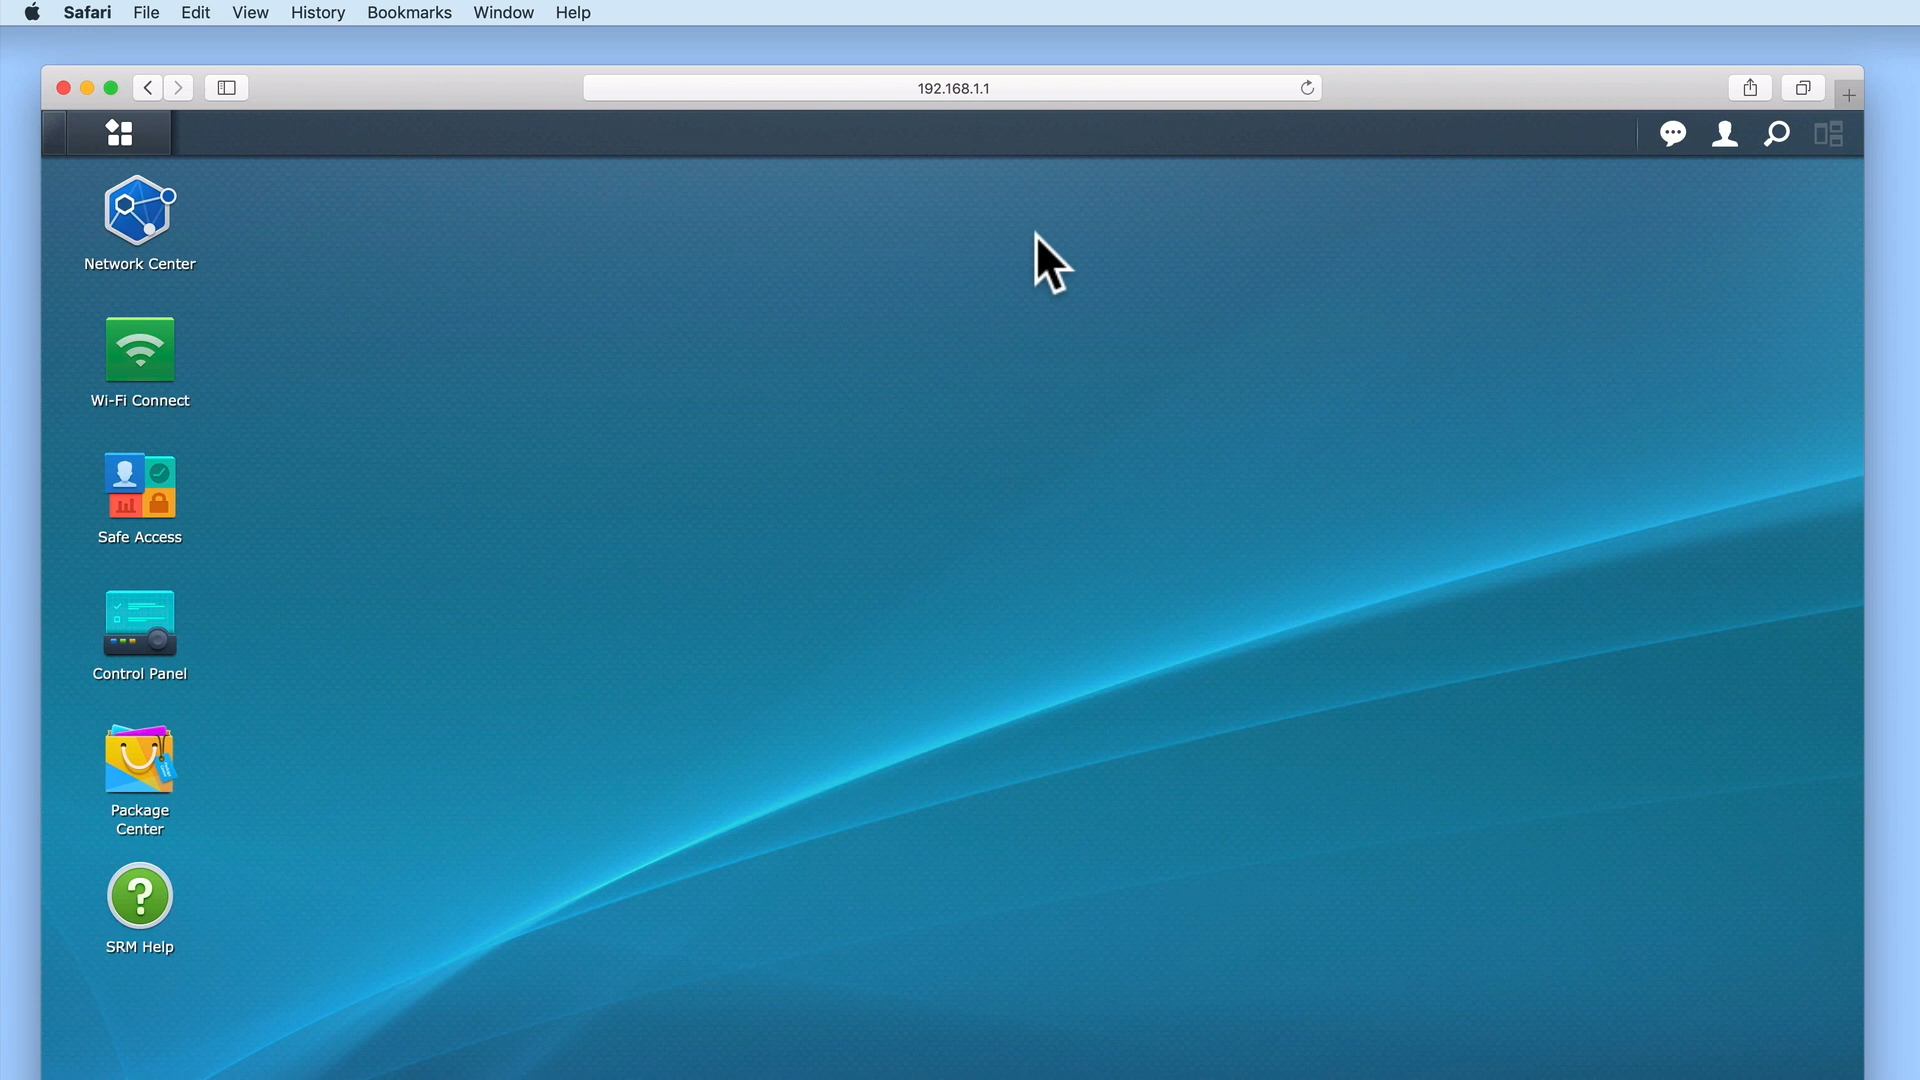 Safari File Edit View History Bookmarks Window Help
192.168.1.1
Network Center
Wi-Fi Connect
Safe Access
Control Panel
Package
Center
SRM Help